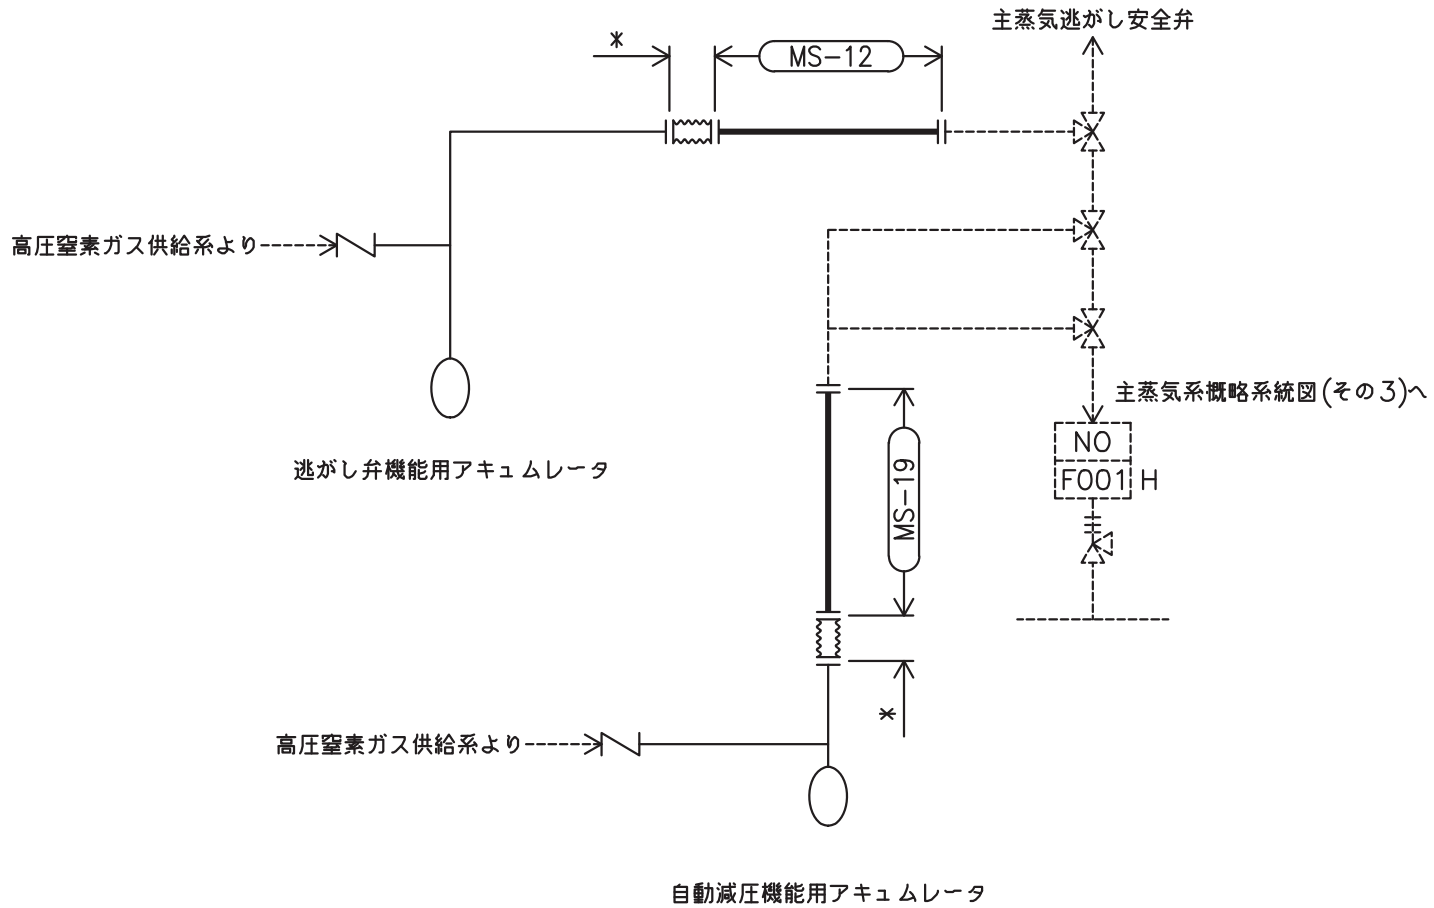 主蒸気逃がし安全弁
*
MS-12
高圧窒素ガス供給系より
主蒸気系概略系統図(その3)へ
NO
F001 H
逃がし弁機能用アキュムレータ
MS-19
*
高圧窒素ガス供給系より
自動減圧機能用アキュムレータ